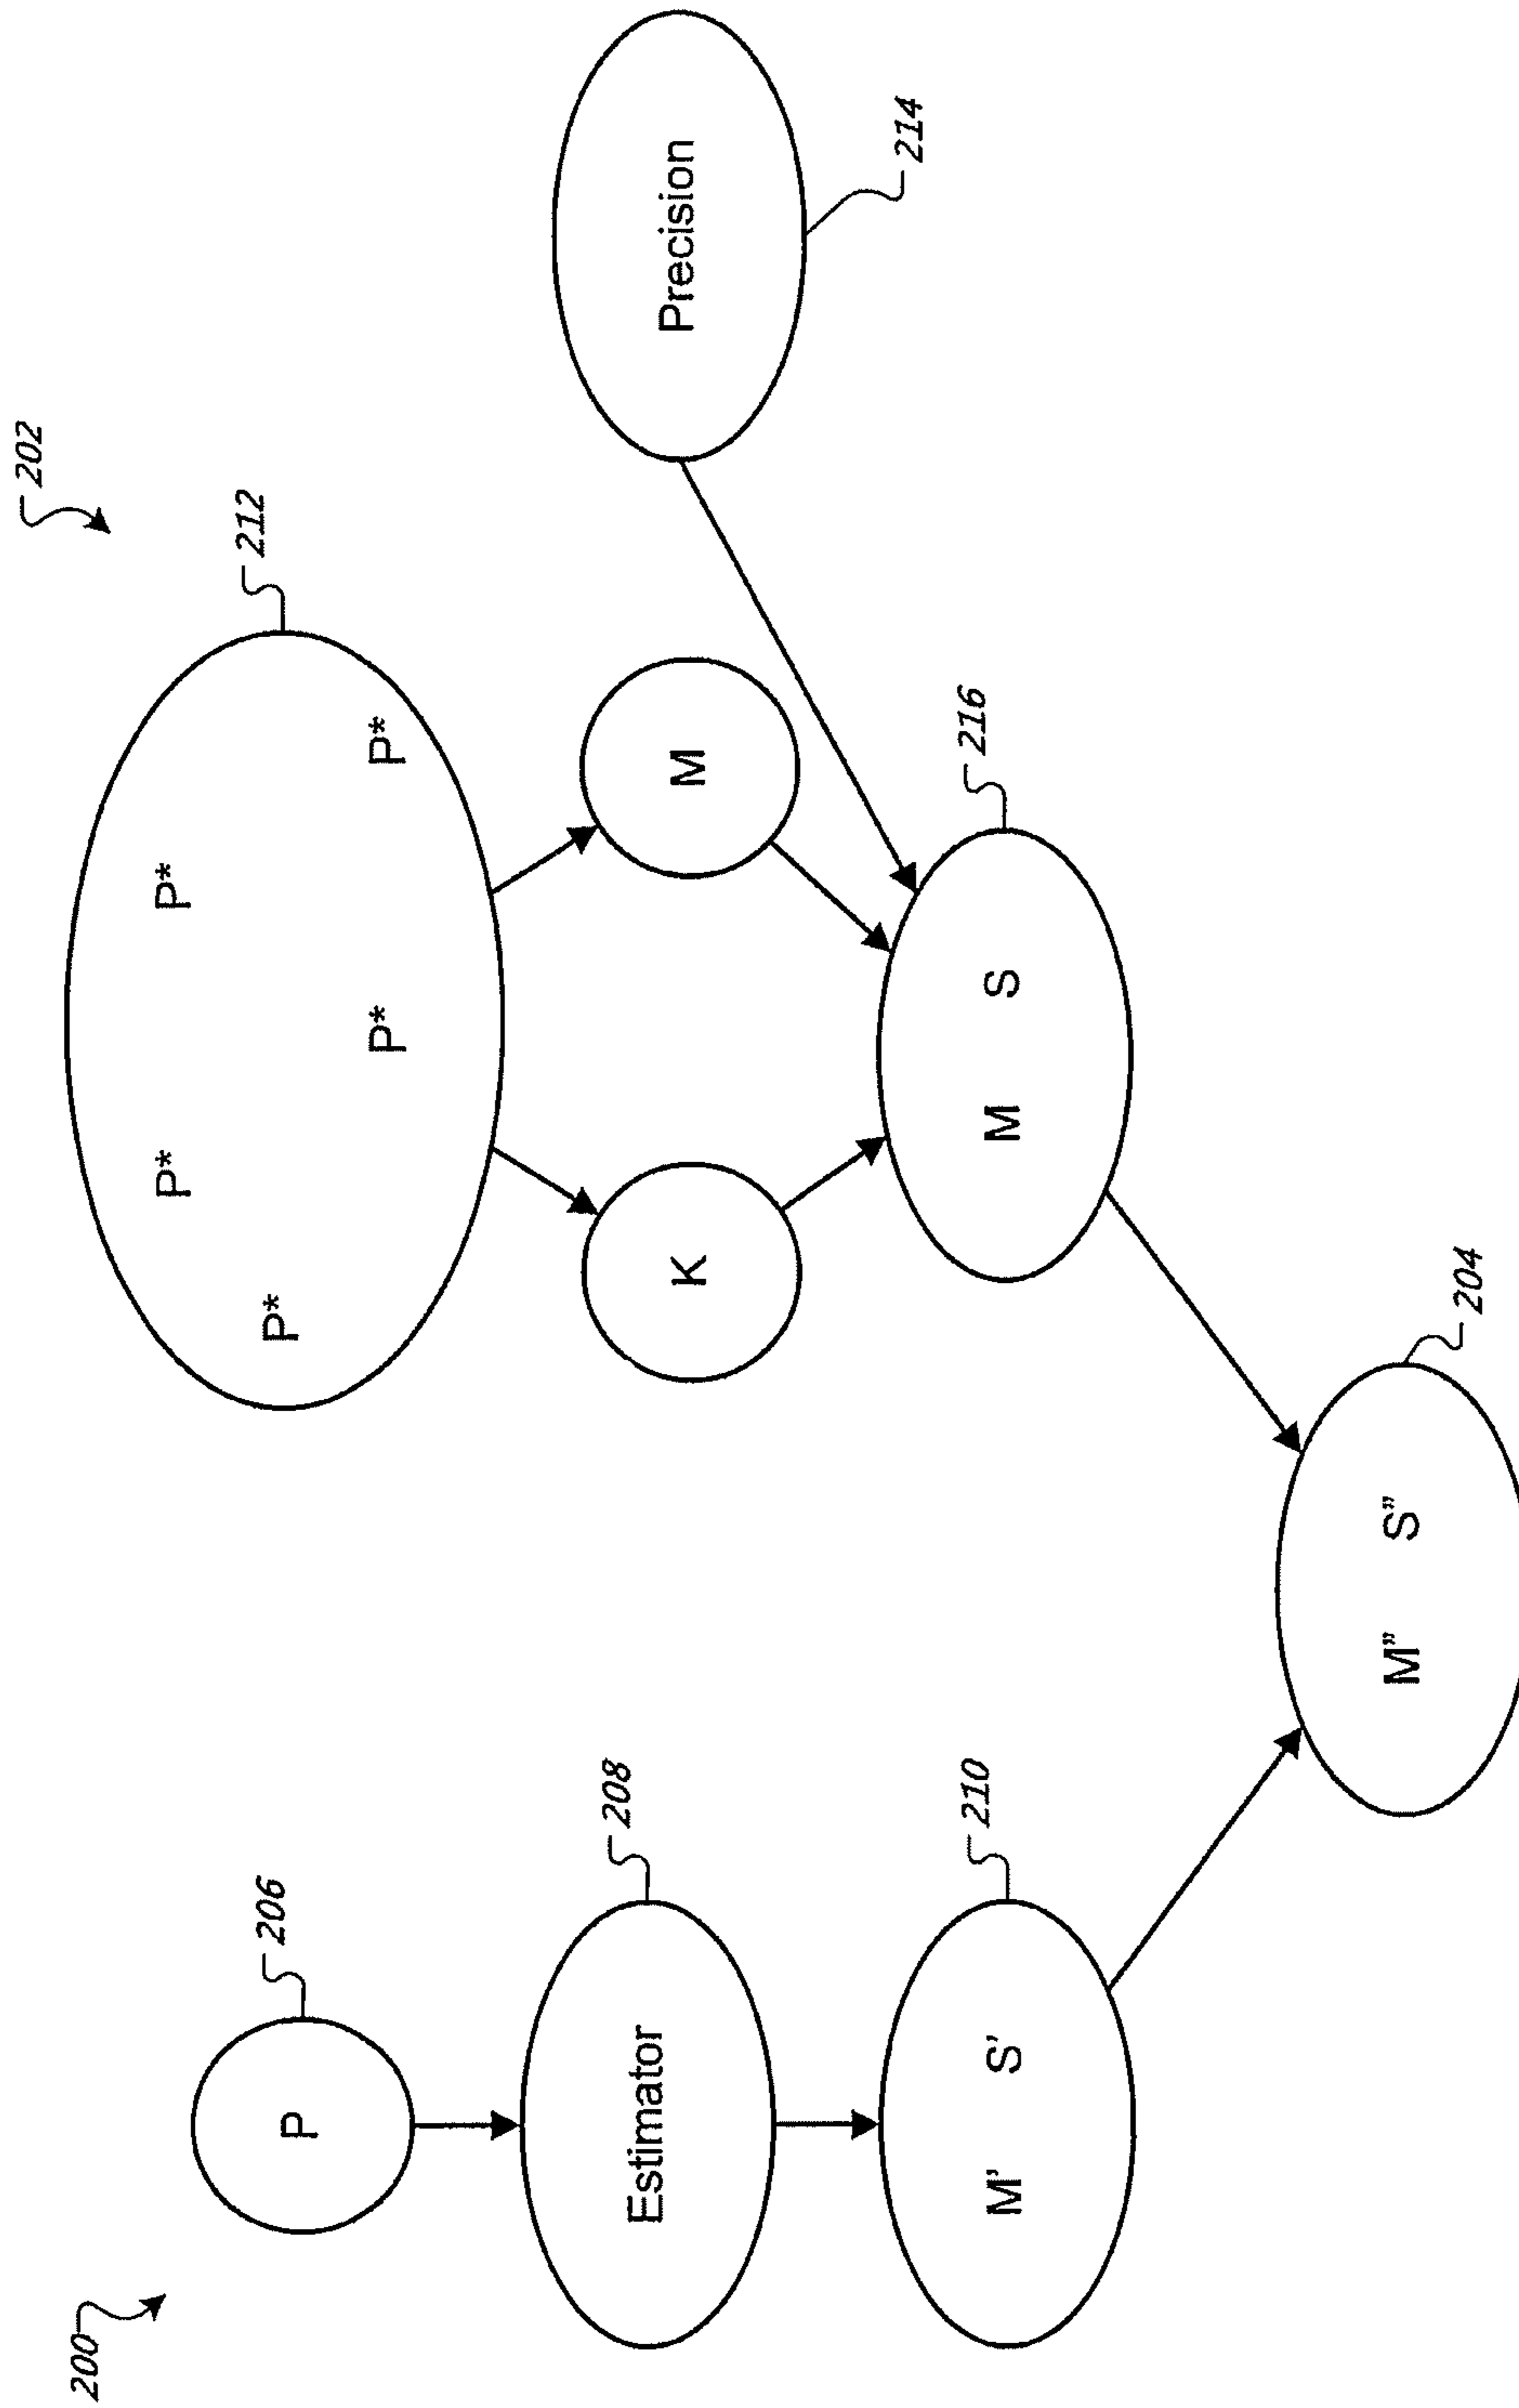 202
200
P* P*
206
212
P
P*
P* P*
208
Estimator
K
M
Precision
214
210
216
M' S'
M S
M" S"
204